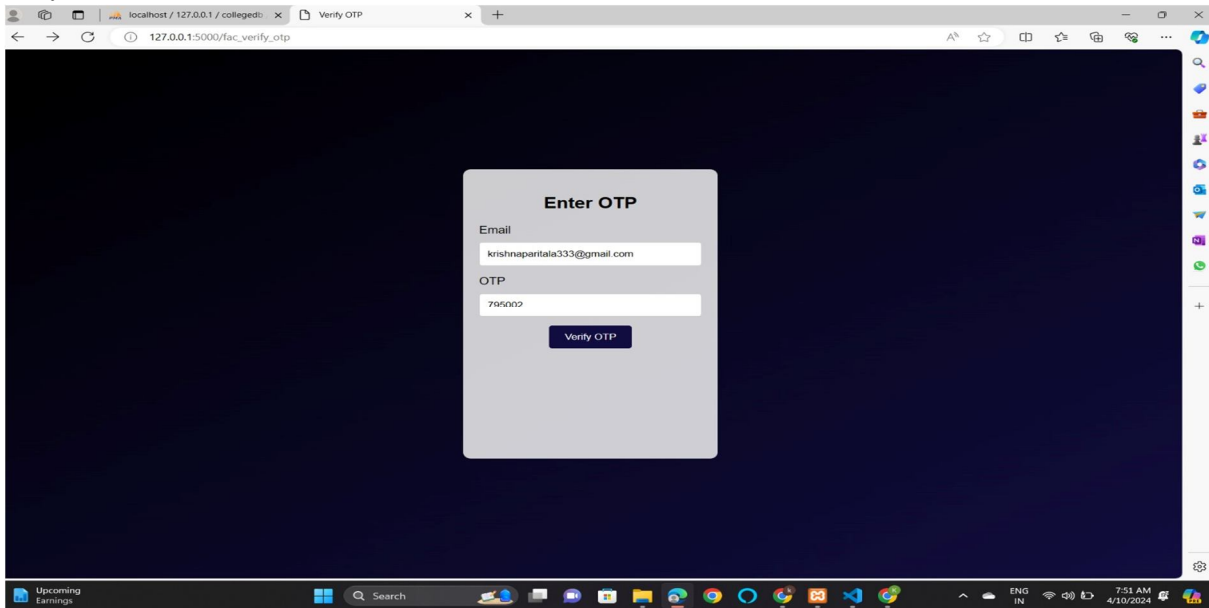 localhost / 127.0.0.1 / collegedb
Verify OTP
127.0.0.1:5000/fac_verify_otp
Enter OTP
Email
krishnaparitala333@gmail.com
OTP
795002
Verify OTP
Upcoming
Earnings
Search
ENG
IN
7:51 AM
4/10/2024